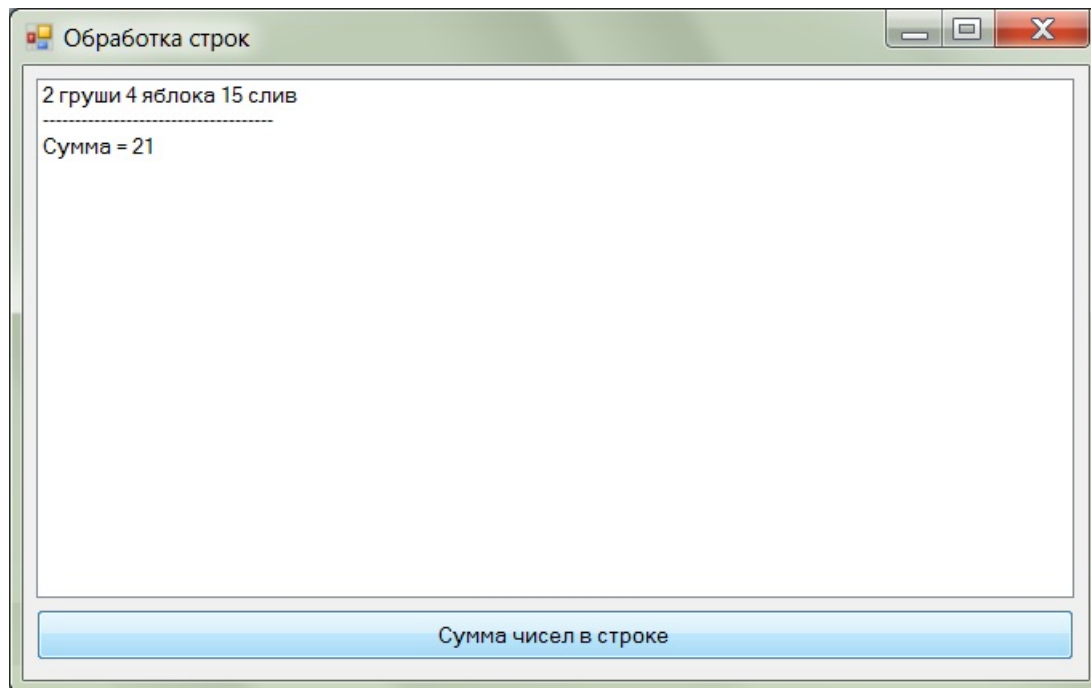 Обработка строк
2 груши 4 яблока 15 слив
------------------------------------
Сумма = 21
Сумма чисел в строке